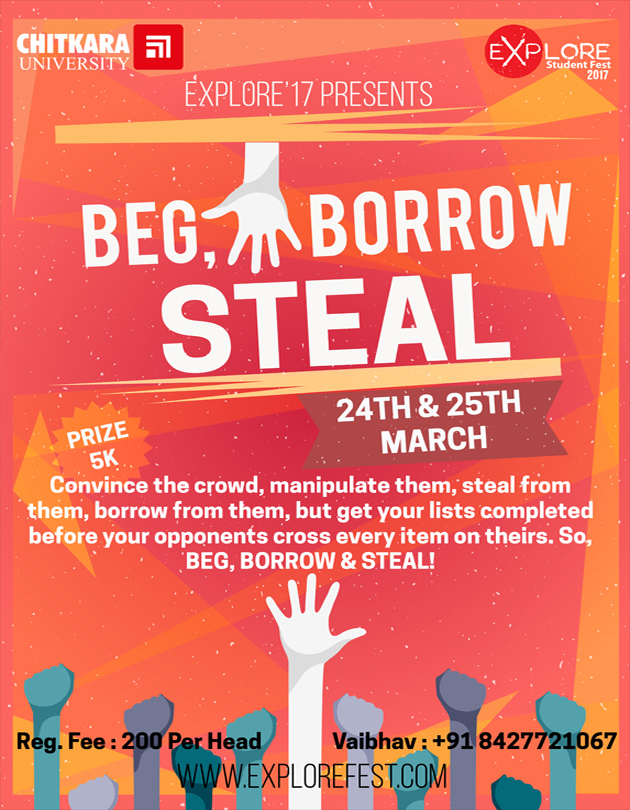 CHITKARA
UNIVERSITY
EXPLORE
Student Fest
2017
EXPLORE'17 PRESENTS
BEG, BORROW
STEAL
24TH & 25TH
MARCH
PRIZE
5K
Convince the crowd, manipulate them, steal from
them, borrow from them, but get your lists completed
before your opponents cross every item on theirs. So,
BEG, BORROW & STEAL!
Reg. Fee : 200 Per Head
Vaibhav : +91 8427721067
WWW.EXPLOREFEST.COM